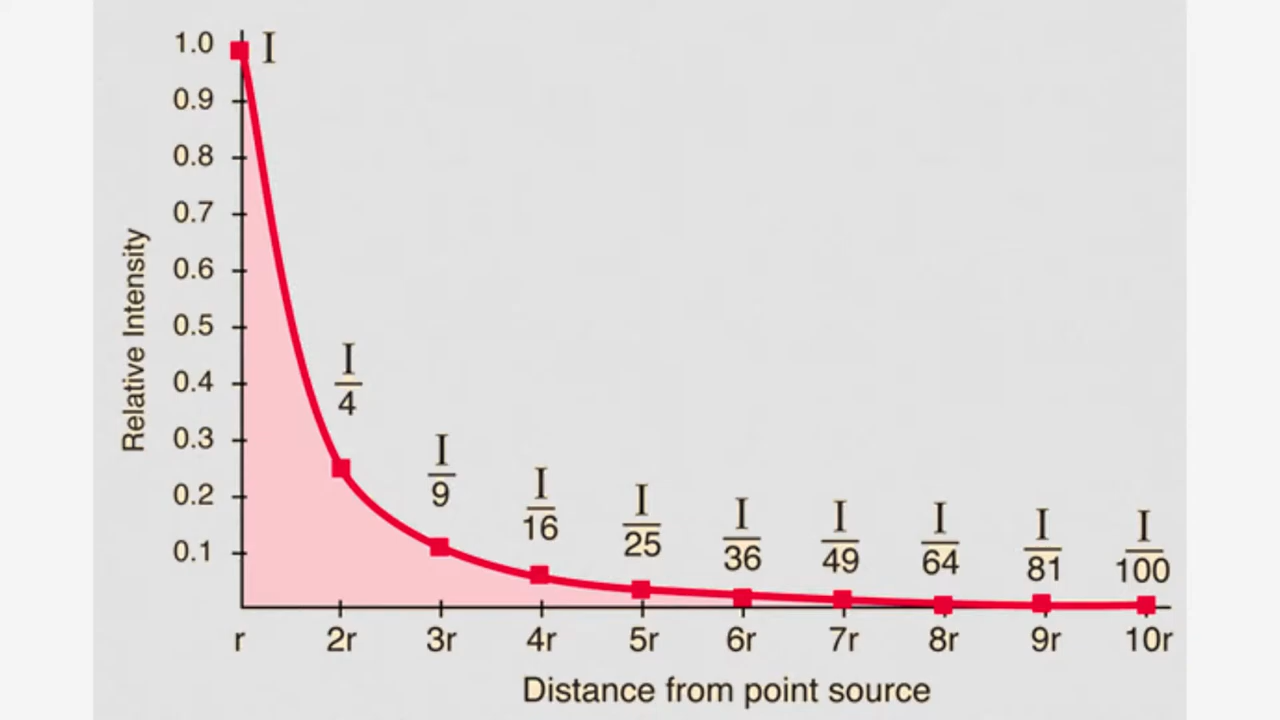 1.0
I
0.9
0.8
0.7
0.6
0.5
0.4
0.3
0.2
0.1
Relative Intensity
I
4
I
9
I
16
I
25
I
36
I
49
I
64
I
81
I
100
r 2r 3r 4r 5r 6r 7r 8r 9r 10r
Distance from point source